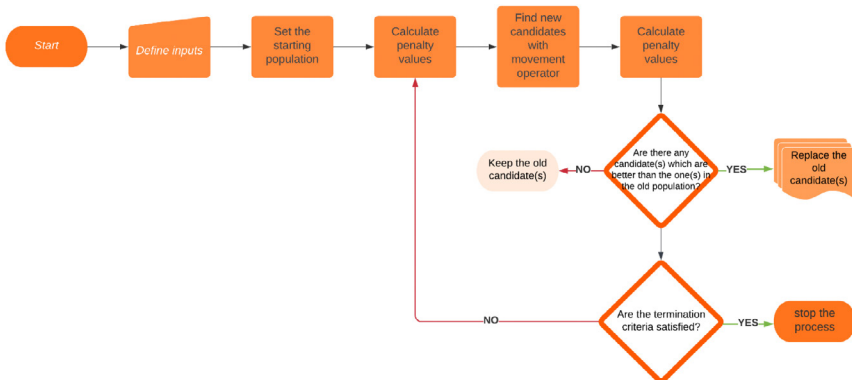 Start
Define inputs
Set the
starting
population
Calculate
penalty
values
Find new
candidates
with
movement
operator
Calculate
penalty
values
Are there any
candidate(s) which are
better than the one(s) in
the old population?
NO
Keep the old
candidate(s)
YES
Replace the
old
candidate(s)
Are the termination
criteria satisfied?
NO
YES
stop the
process